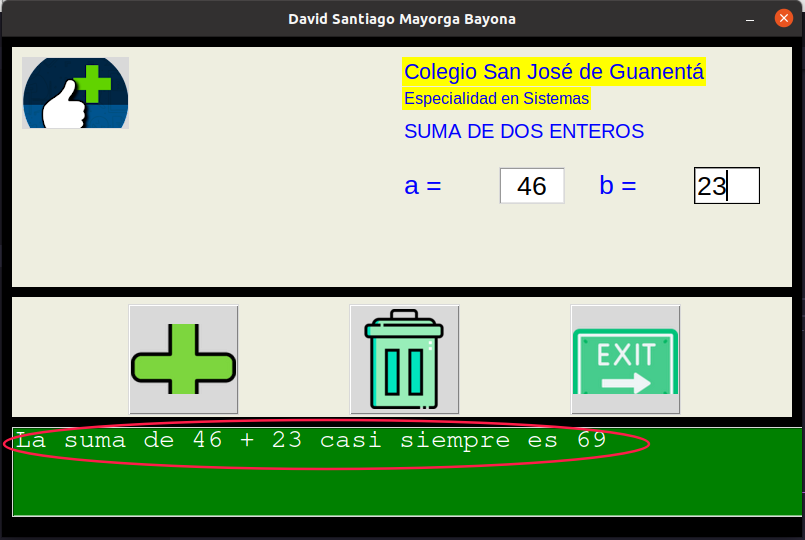 David Santiago Mayorga Bayona
Colegio San José de Guanentá
Especialidad en Sistemas
SUMA DE DOS ENTEROS
a = 46 b = 23
EXIT
La suma de 46 + 23 casi siempre es 69